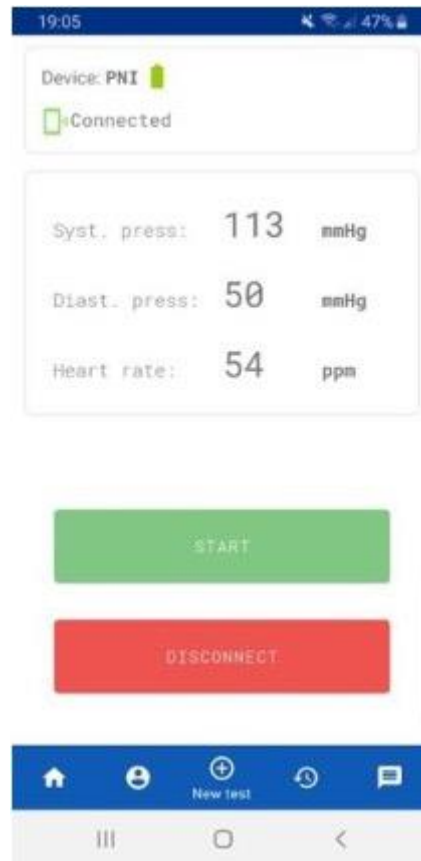 19:05 47%
Device: PNI
Connected
Syst. press: 113 mmHg
Diast. press: 50 mmHg
Heart rate: 54 ppm
START
DISCONNECT
New test